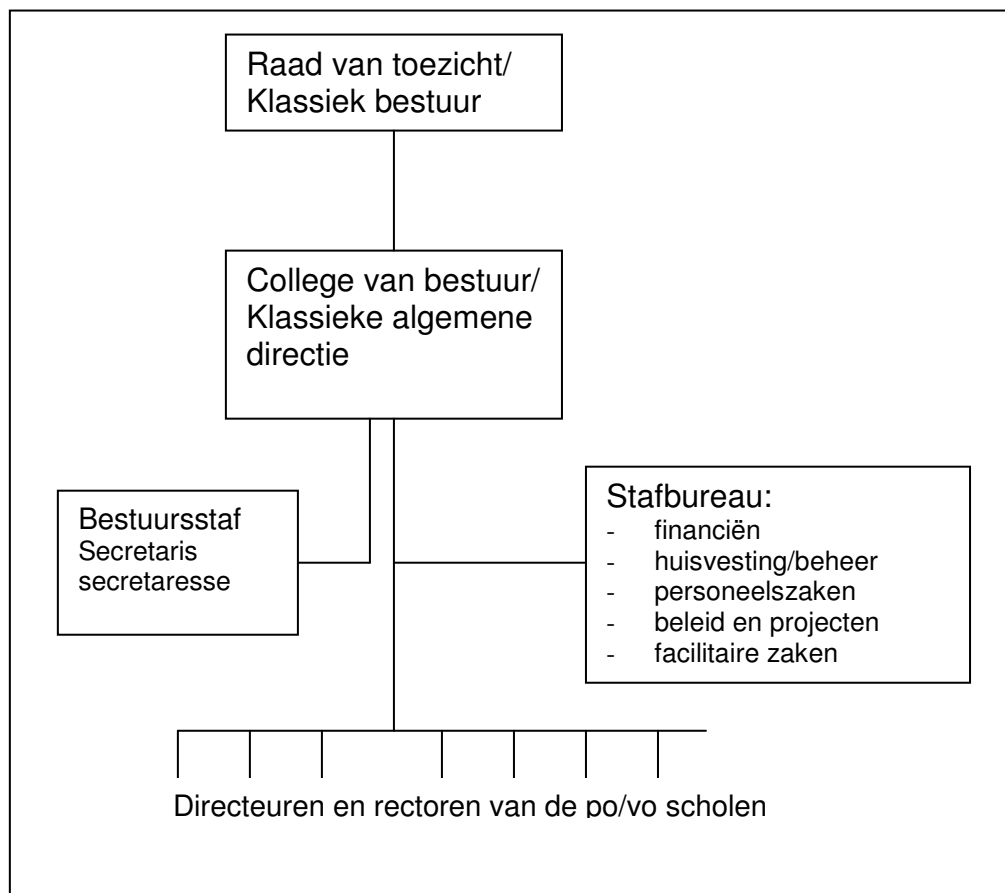 Raad van toezicht/
Klassiek bestuur
College van bestuur/
Klassieke algemene
directie
Bestuursstaf
Secretaris
secretaresse
Stafbureau:
- financiën
- huisvesting/beheer
- personeelszaken
- beleid en projecten
- facilitaire zaken
Directeuren en rectoren van de po/vo scholen